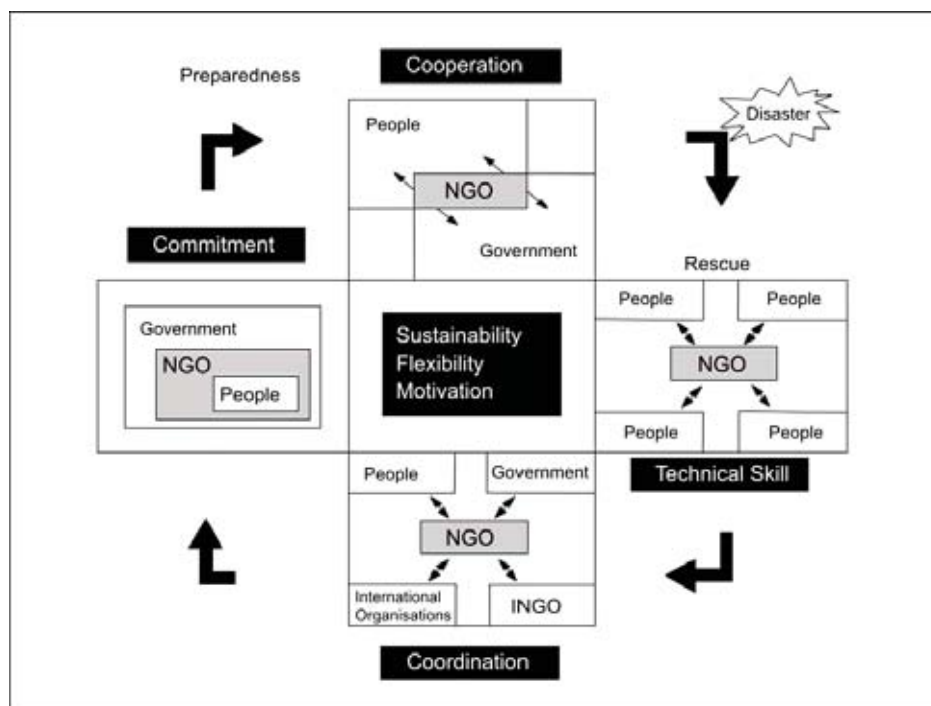 Cooperation
Preparedness
Disaster
People
NGO
Government
Commitment
Rescue
Government
NGO
People
Sustainability
Flexibility
Motivation
People
People
NGO
People
People
Technical Skill
People
Government
NGO
International
Organisations
INGO
Coordination